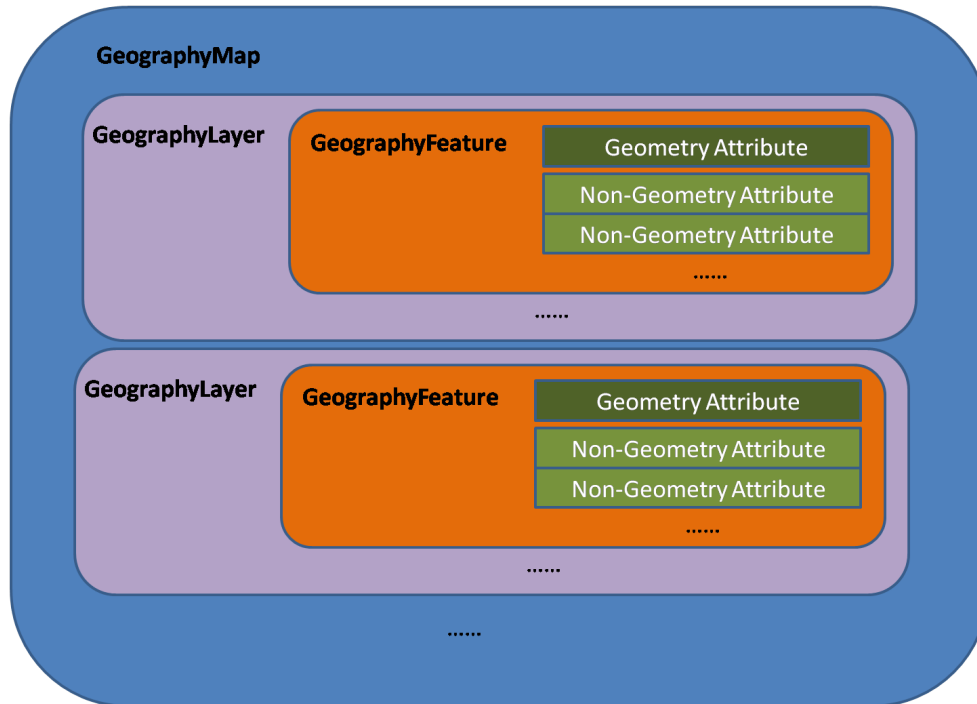 GeographyMap
GeographyLayer
GeographyFeature
Geometry Attribute
Non-Geometry Attribute
Non-Geometry Attribute
……
……
GeographyLayer
GeographyFeature
Geometry Attribute
Non-Geometry Attribute
Non-Geometry Attribute
……
……
……